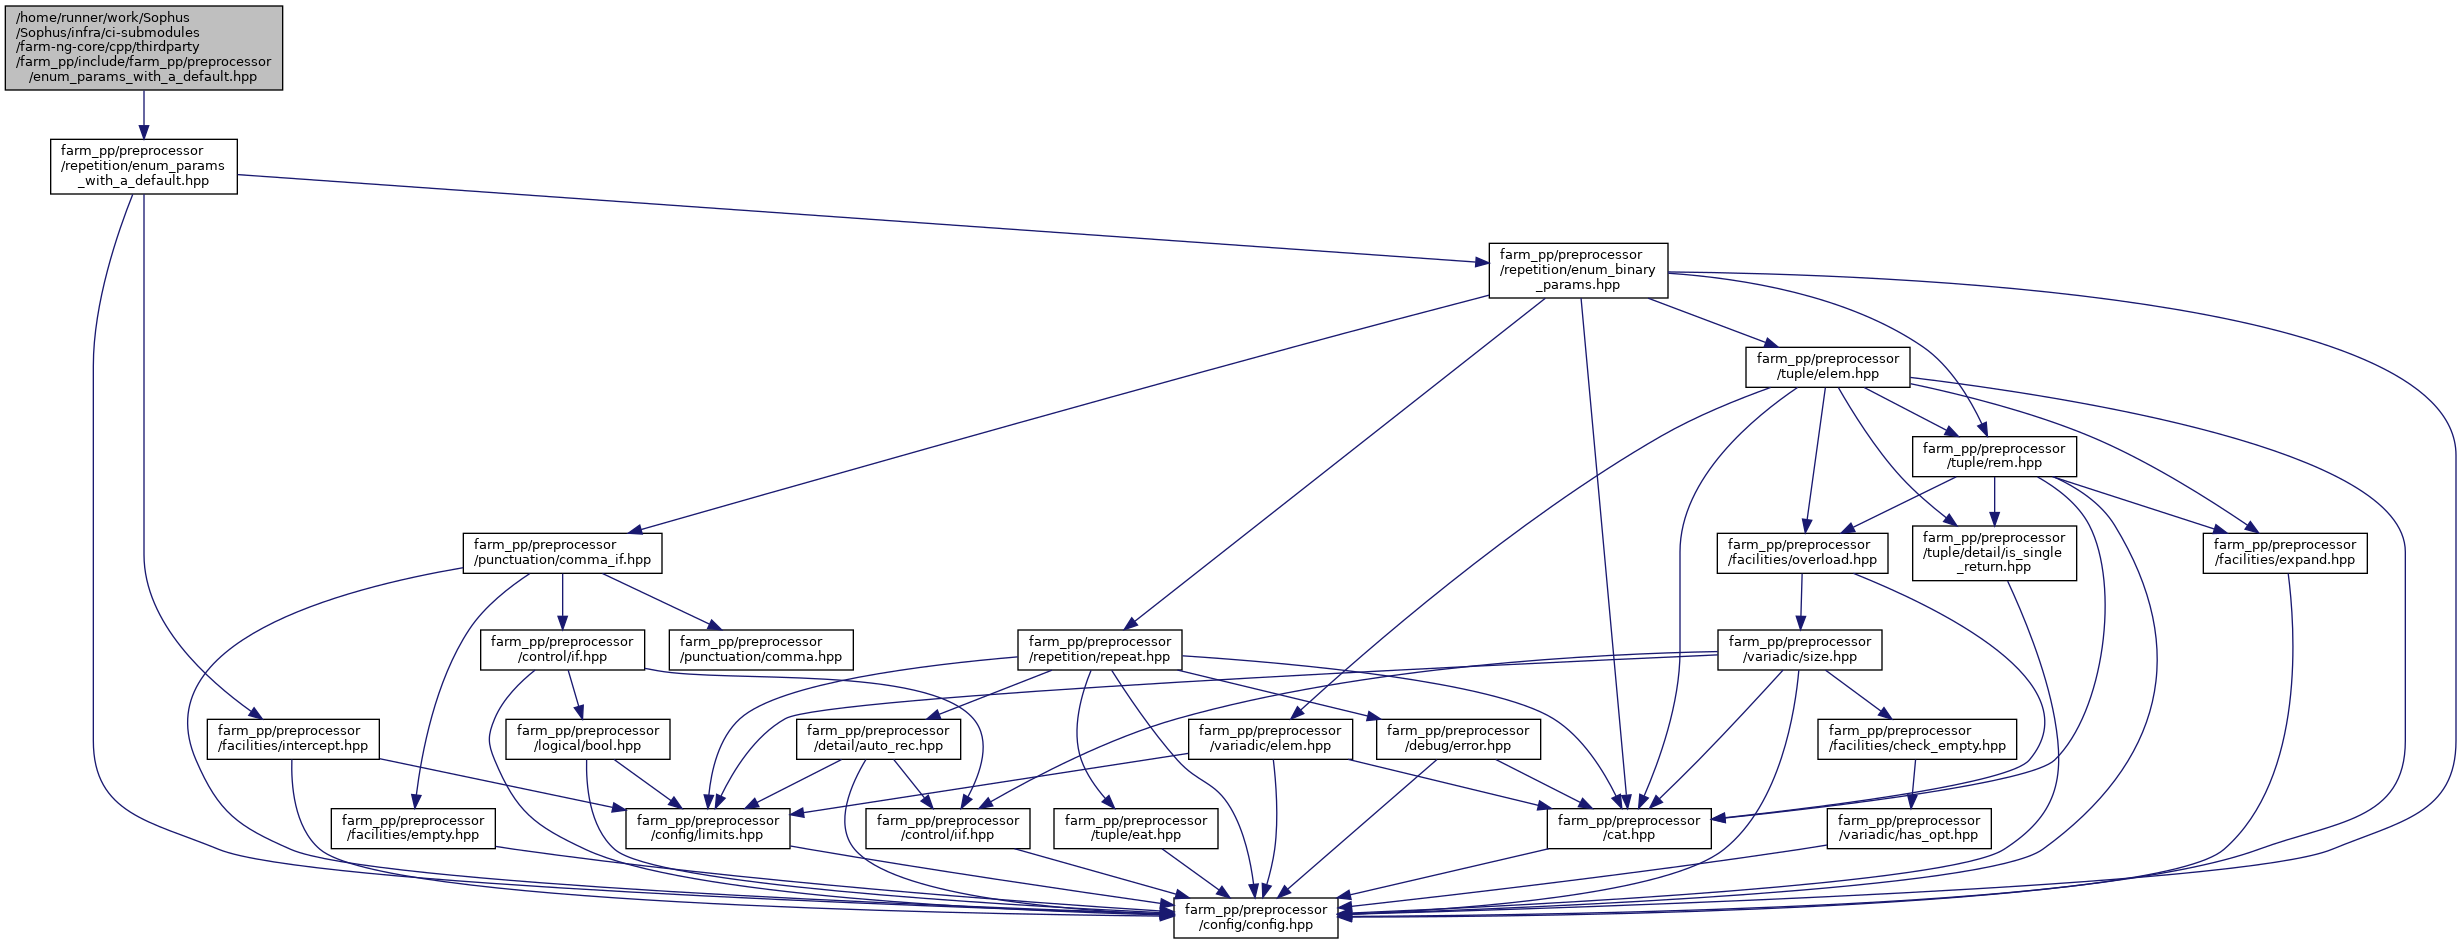 /home/runner/work/Sophus
/Sophus/infra/ci-submodules
/farm-ng-core/cpp/thirdparty
/farm_pp/include/farm_pp/preprocessor
/enum_params_with_a_default.hpp
farm_pp/preprocessor
/repetition/enum_params
_with_a_default.hpp
farm_pp/preprocessor
/repetition/enum_binary
_params.hpp
farm_pp/preprocessor
/tuple/elem.hpp
farm_pp/preprocessor
/tuple/rem.hpp
farm_pp/preprocessor
/punctuation/comma_if.hpp
farm_pp/preprocessor
/facilities/overload.hpp
farm_pp/preprocessor
/tuple/detail/is_single
_return.hpp
farm_pp/preprocessor
/facilities/expand.hpp
farm_pp/preprocessor
/control/if.hpp
farm_pp/preprocessor
/punctuation/comma.hpp
farm_pp/preprocessor
/repetition/repeat.hpp
farm_pp/preprocessor
/variadic/size.hpp
farm_pp/preprocessor
/facilities/intercept.hpp
farm_pp/preprocessor
/logical/bool.hpp
farm_pp/preprocessor
/detail/auto_rec.hpp
farm_pp/preprocessor
/variadic/elem.hpp
farm_pp/preprocessor
/debug/error.hpp
farm_pp/preprocessor
/facilities/check_empty.hpp
farm_pp/preprocessor
/facilities/empty.hpp
farm_pp/preprocessor
/config/limits.hpp
farm_pp/preprocessor
/control/iif.hpp
farm_pp/preprocessor
/tuple/eat.hpp
farm_pp/preprocessor
/cat.hpp
farm_pp/preprocessor
/variadic/has_opt.hpp
farm_pp/preprocessor
/config/config.hpp